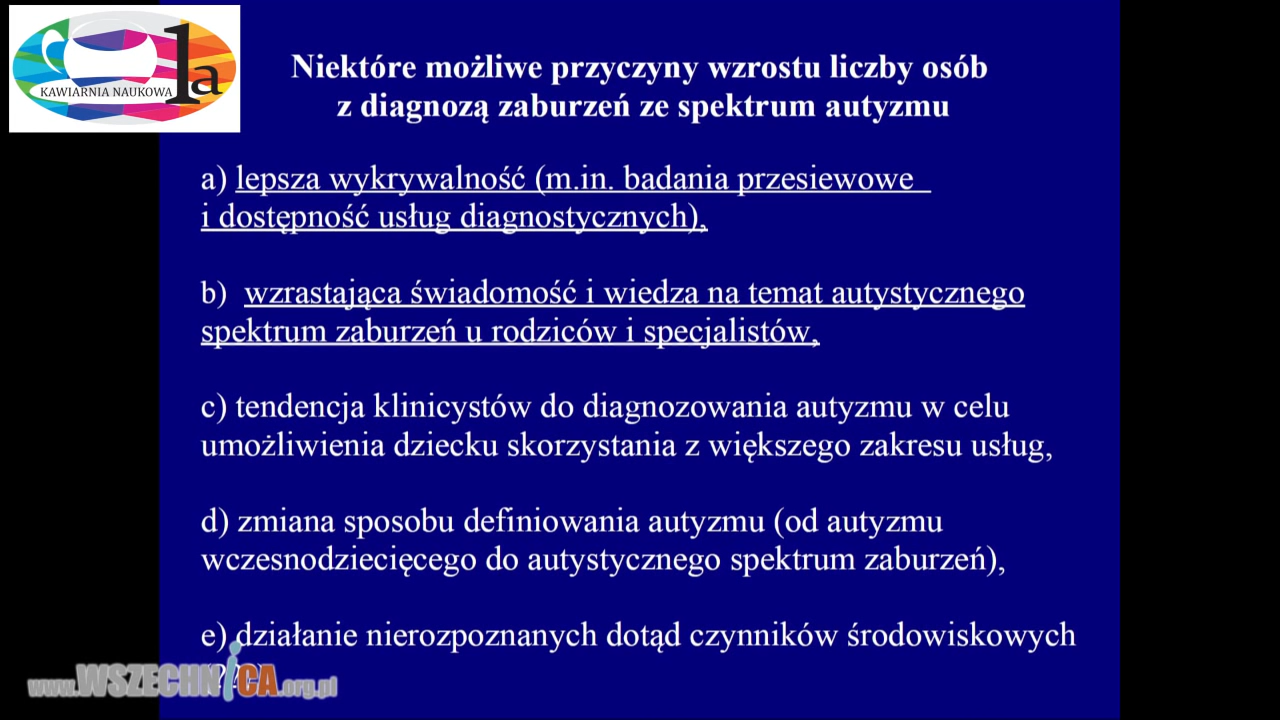 1a
KAWIARNIA NAUKOWA
Niektóre możliwe przyczyny wzrostu liczby osób
z diagnozą zaburzeń ze spektrum autyzmu
a) lepsza wykrywalność (m.in. badania przesiewowe
i dostępność usług diagnostycznych),
b) wzrastająca świadomość i wiedza na temat autystycznego
spektrum zaburzeń u rodziców i specjalistów,
c) tendencja klinicystów do diagnozowania autyzmu w celu
umożliwienia dziecku skorzystania z większego zakresu usług,
d) zmiana sposobu definiowania autyzmu (od autyzmu
wczesnodziecięcego do autystycznego spektrum zaburzeń),
e) działanie nierozpoznanych dotąd czynników środowiskowych
www.WSZECHNICA.org.pl